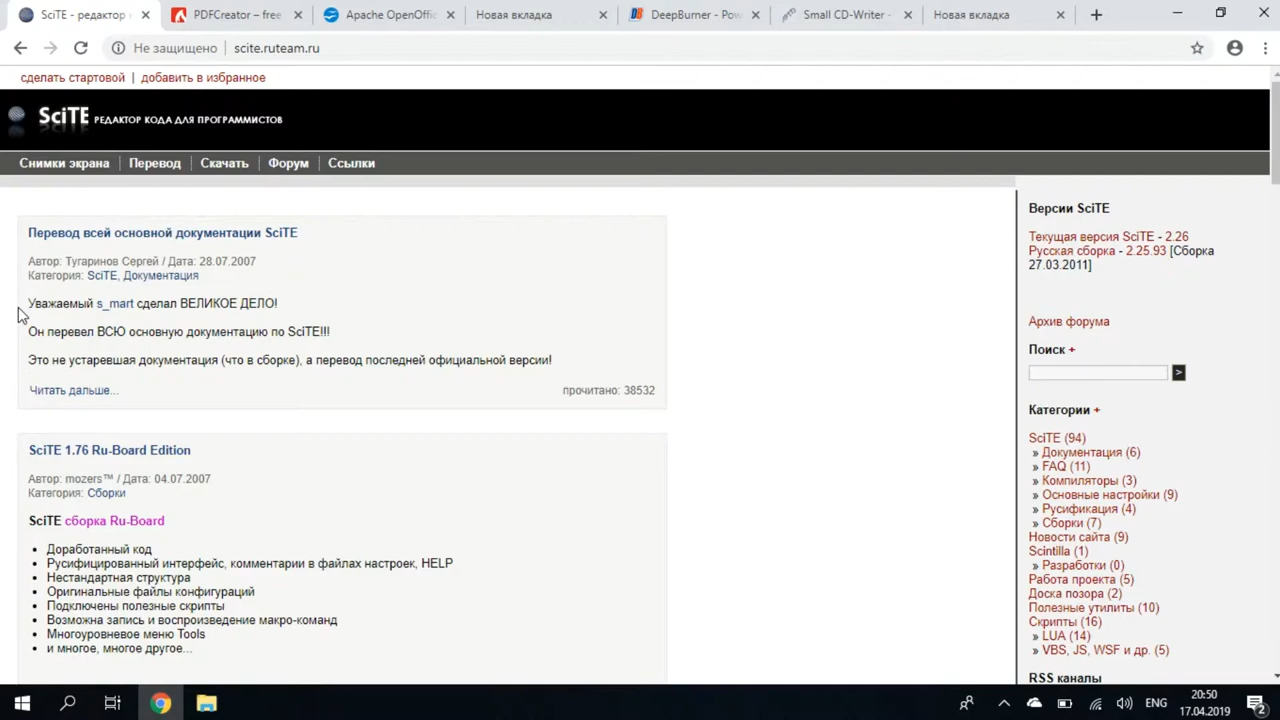 SciTE - редактор к
PDFCreator – free
Apache OpenOffi
Новая вкладка
DeepBurner - Pow
Small CD-Writer -
Новая вкладка
Не защищено | scite.ruteam.ru
сделать стартовой | добавить в избранное
SciTE РЕДАКТОР КОДА ДЛЯ ПРОГРАММИСТОВ
Снимки экрана | Перевод | Скачать | Форум | Ссылки
Перевод всей основной документации SciTE
Автор: Тугаринов Сергей / Дата: 28.07.2007
Категория: SciTE, Документация
Уважаемый s_mart сделал ВЕЛИКОЕ ДЕЛО!
Он перевел ВСЮ основную документацию по SciTE!!!
Это не устаревшая документация (что в сборке), а перевод последней официальной версии!
Читать дальше...
прочитано: 38532
SciTE 1.76 Ru-Board Edition
Автор: mozers™ / Дата: 04.07.2007
Категория: Сборки
SciTE сборка Ru-Board
• Доработанный код
• Русифицированный интерфейс, комментарии в файлах настроек, HELP
• Нестандартная структура
• Оригинальные файлы конфигураций
• Подключены полезные скрипты
• Возможна запись и воспроизведение макро-команд
• Многоуровневое меню Tools
• и многое, многое другое...
Версии SciTE
Текущая версия SciTE - 2.26
Русская сборка - 2.25.93 [Сборка
27.03.2011]
Архив форума
Поиск +
>
Категории +
SciTE (94)
» Документация (6)
» FAQ (11)
» Компиляторы (3)
» Основные настройки (9)
» Русификация (4)
» Сборки (7)
Новости сайта (9)
Scintilla (1)
» Разработки (0)
Работа проекта (5)
Доска позора (2)
Полезные утилиты (10)
Скрипты (16)
» LUA (14)
» VBS, JS, WSF и др. (5)
RSS каналы
ENG
20:50
17.04.2019
2